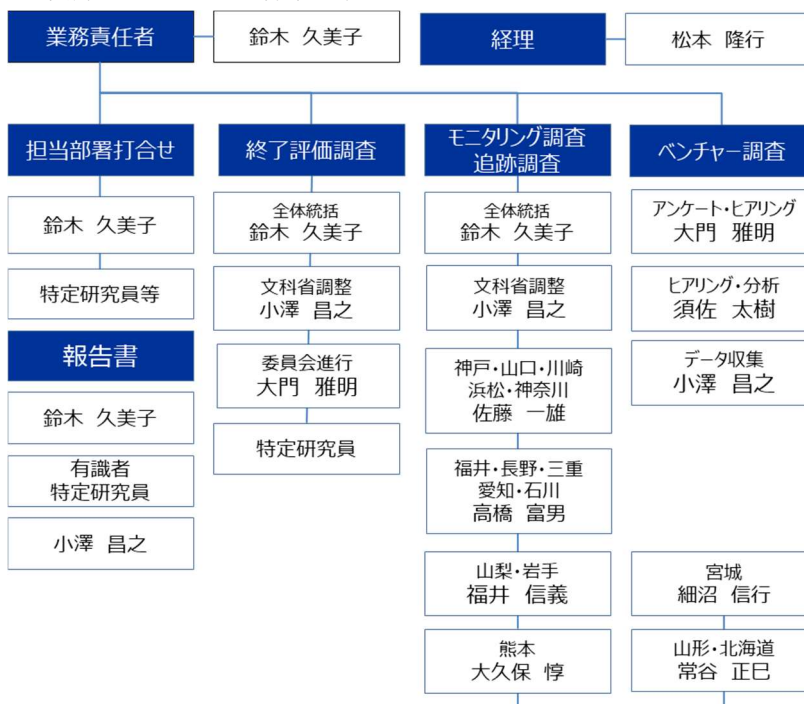 業務責任者
鈴木 久美子
経理
松本 隆行
担当部署打合せ
鈴木 久美子
特定研究員等
報告書
鈴木 久美子
有識者
特定研究員
小澤 昌之
終了評価調査
全体統括
鈴木 久美子
文科省調整
小澤 昌之
委員会進行
大門 雅明
特定研究員
モニタリング調査
追跡調査
全体統括
鈴木 久美子
文科省調整
小澤 昌之
神戸・山口・川崎
浜松・神奈川
佐藤 一雄
福井・長野・三重
愛知・石川
高橋 富男
山梨・岩手
福井 信義
熊本
大久保 惇
ベンチャー調査
アンケート・ヒアリング
大門 雅明
ヒアリング・分析
須佐 太樹
データ収集
小澤 昌之
宮城
細沼 信行
山形・北海道
常谷 正巳